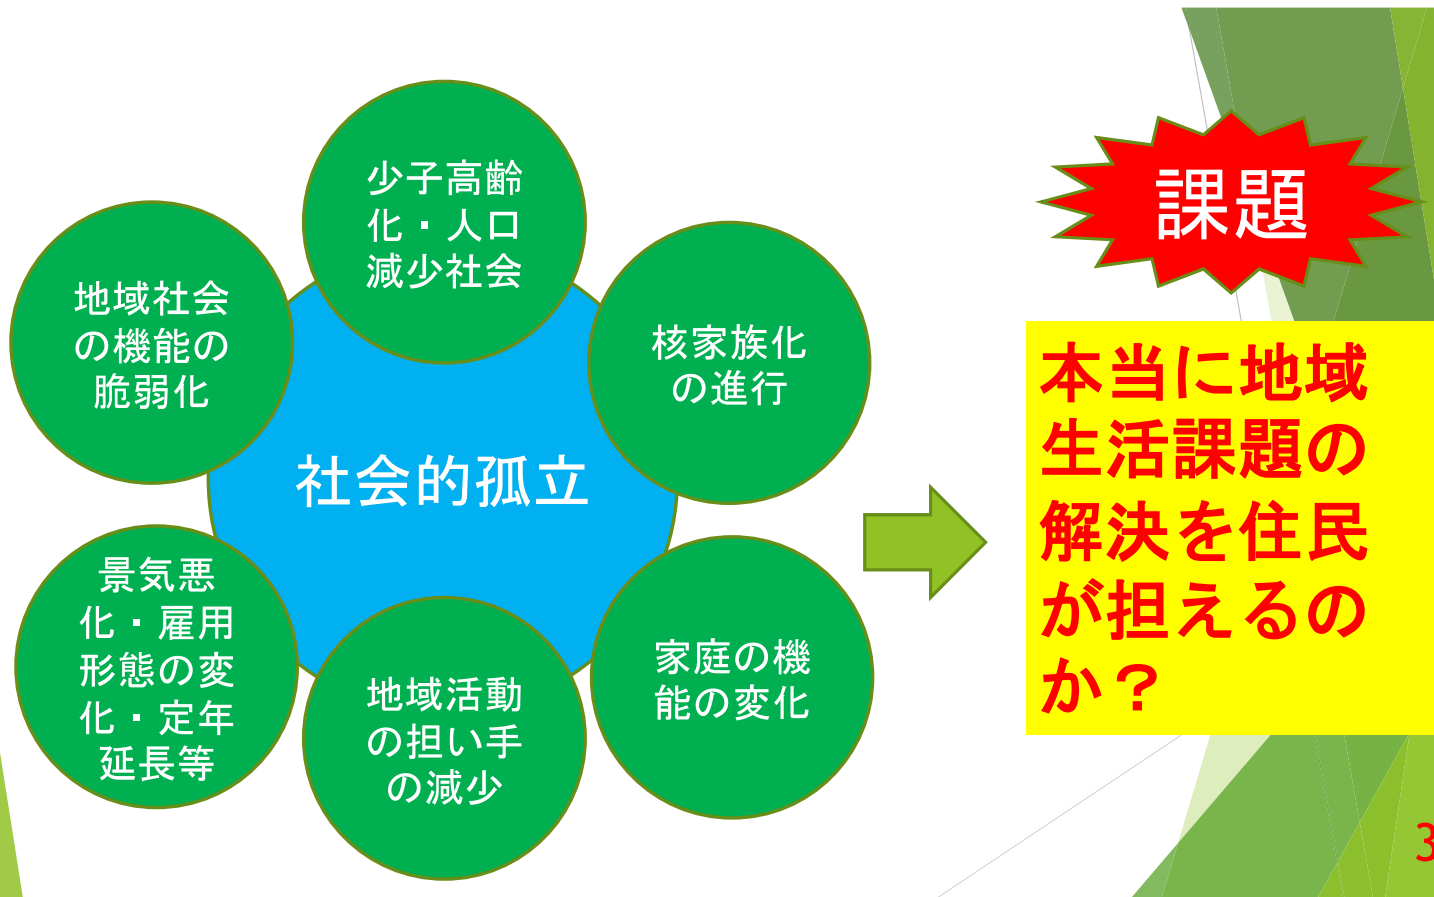 少子高齢
化・人口
減少社会
地域社会
の機能の
脆弱化
核家族化
の進行
社会的孤立
景気悪
化・雇用
形態の変
化・定年
延長等
地域活動
の担い手
の減少
家庭の機
能の変化
課題
本当に地域
生活課題の
解決を住民
が担えるの
か？
3